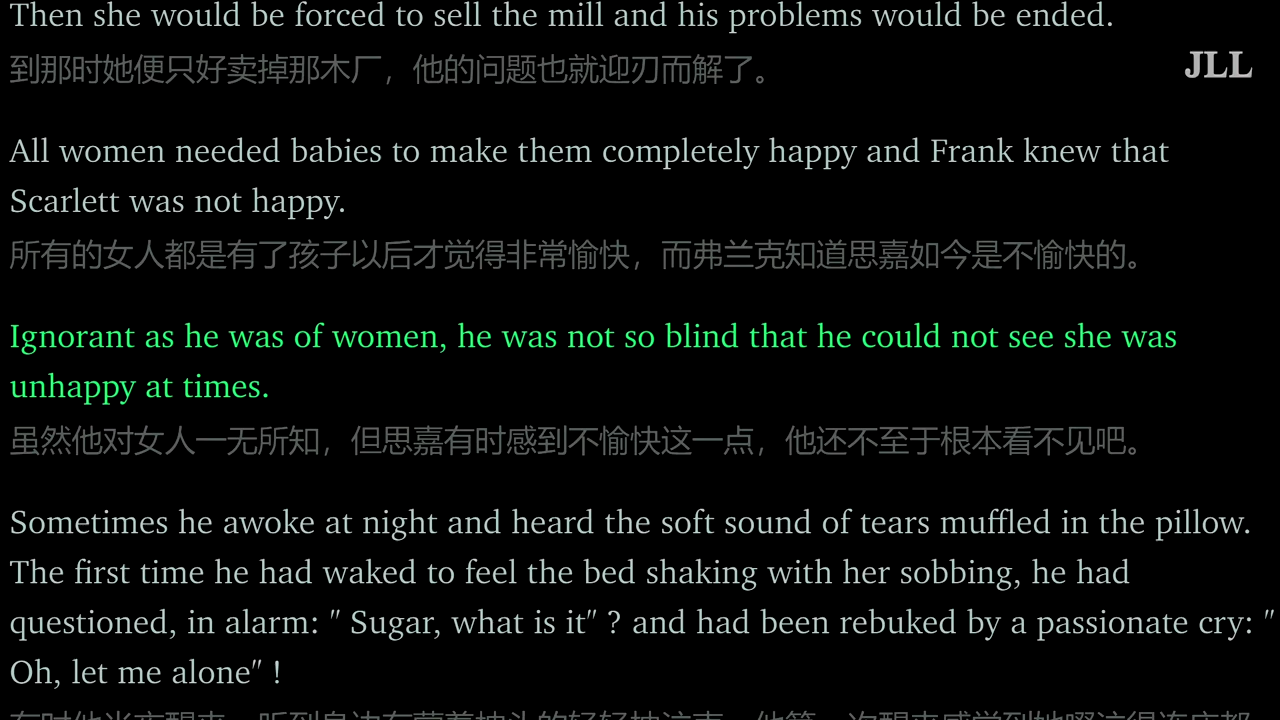 Then she would be forced to sell the mill and his problems would be ended.
到那时她便只好卖掉那木厂，他的问题也就迎刃而解了。
JLL
All women needed babies to make them completely happy and Frank knew that
Scarlett was not happy.
所有的女人都是有了孩子以后才觉得非常愉快，而弗兰克知道思嘉如今是不愉快的。
Ignorant as he was of women, he was not so blind that he could not see she was
unhappy at times.
虽然他对女人一无所知，但思嘉有时感到不愉快这一点，他还不至于根本看不见吧。
Sometimes he awoke at night and heard the soft sound of tears muffled in the pillow.
The first time he had waked to feel the bed shaking with her sobbing, he had
questioned, in alarm: " Sugar, what is it" ? and had been rebuked by a passionate cry: "
Oh, let me alone" !